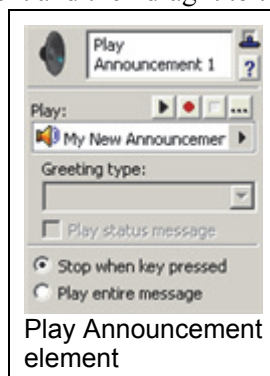 Play
Announcement 1
?
Play:
...
My New Announcemer
Greeting type:
Play status message
Stop when key pressed
Play entire message
Play Announcement
element